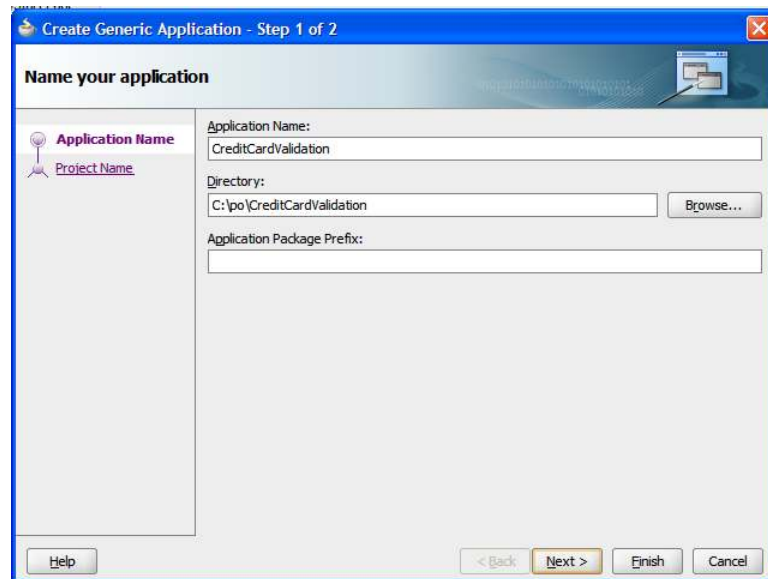 Create Generic Application - Step 1 of 2
Name your application
Application Name
Project Name
Application Name:
CreditCardValidation
Directory:
C:\po\CreditCardValidation
Browse...
Application Package Prefix:
Help
< Back
Next >
Finish
Cancel